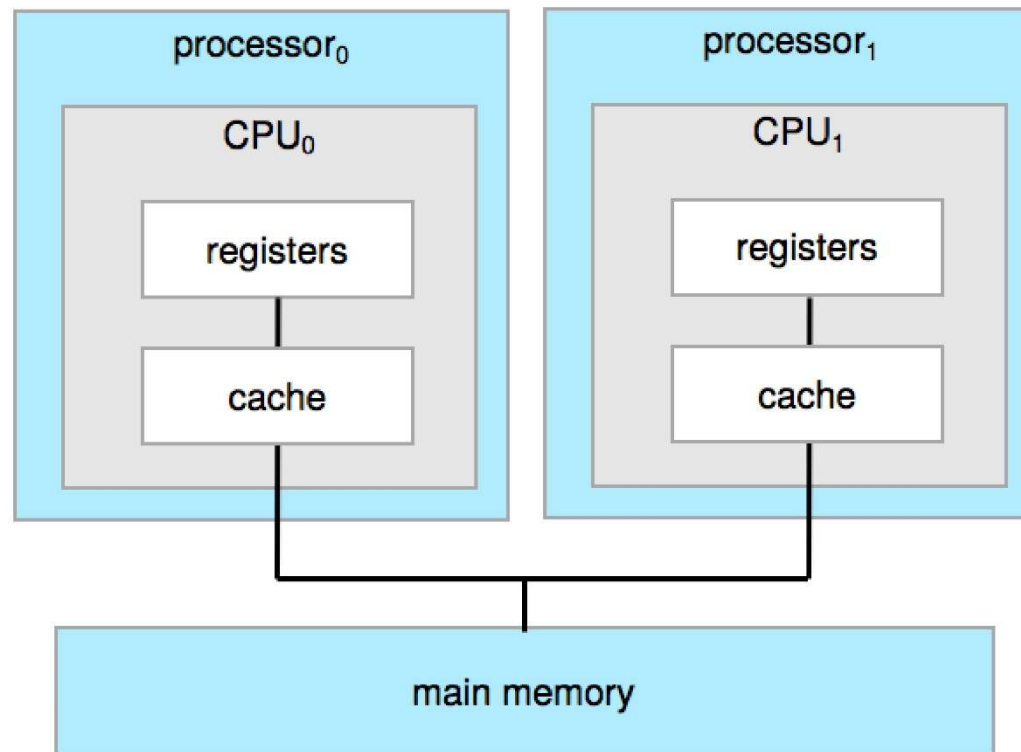 processor₀
processor₁
CPU₀
CPU₁
registers
registers
cache
cache
main memory